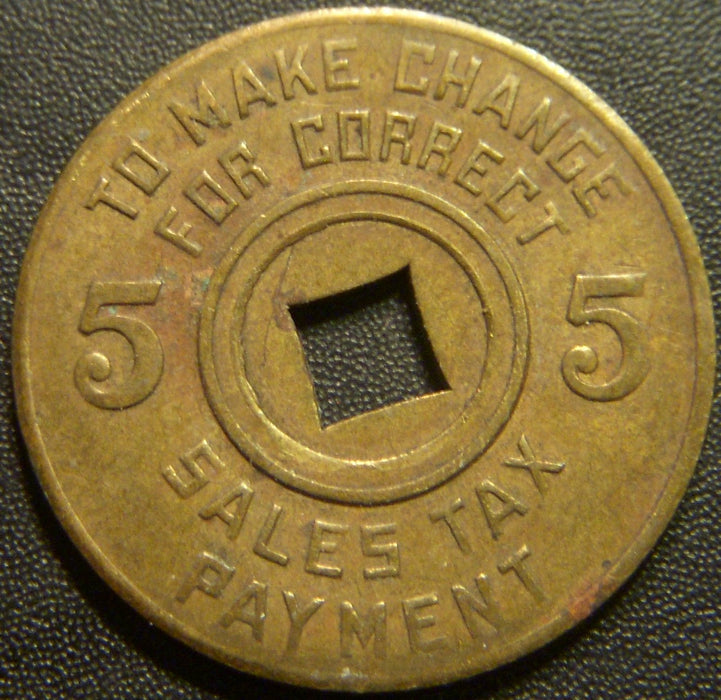 TO MAKE CHANGE
FOR CORRECT
5 5
SALES TAX
PAYMENT